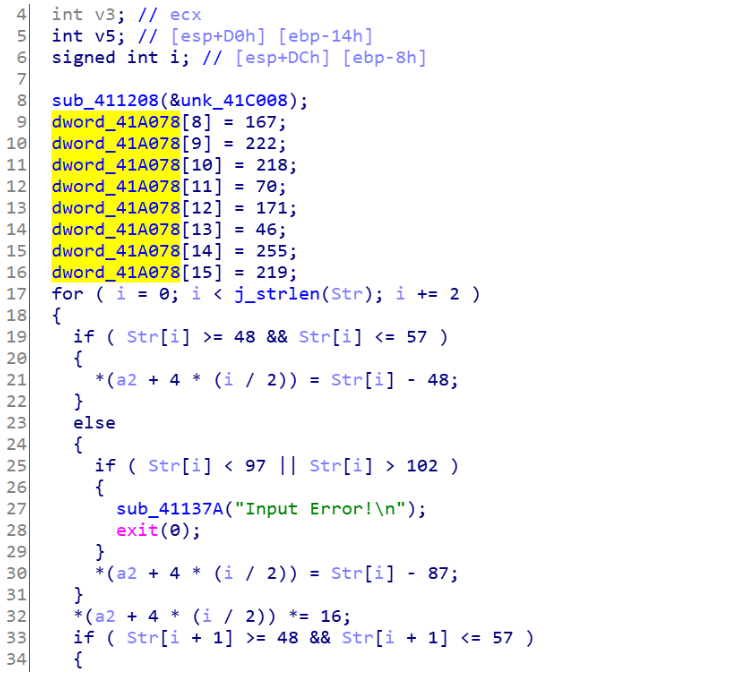 4 int v3; // ecx
5 int v5; // [esp+D0h] [ebp-14h]
6 signed int i; // [esp+DCh] [ebp-8h]
7
8 sub_411208(&unk_41C008);
9 dword_41A078[8] = 167;
10 dword_41A078[9] = 222;
11 dword_41A078[10] = 218;
12 dword_41A078[11] = 70;
13 dword_41A078[12] = 171;
14 dword_41A078[13] = 46;
15 dword_41A078[14] = 255;
16 dword_41A078[15] = 219;
17 for ( i = 0; i < j_strlen(Str); i += 2 )
18 {
19 if ( Str[i] >= 48 && Str[i] <= 57 )
20 {
21 *(a2 + 4 * (i / 2)) = Str[i] - 48;
22 }
23 else
24 {
25 if ( Str[i] < 97 || Str[i] > 102 )
26 {
27 sub_41137A("Input Error!\n");
28 exit(0);
29 }
30 *(a2 + 4 * (i / 2)) = Str[i] - 87;
31 }
32 *(a2 + 4 * (i / 2)) *= 16;
33 if ( Str[i + 1] >= 48 && Str[i + 1] <= 57 )
34 {